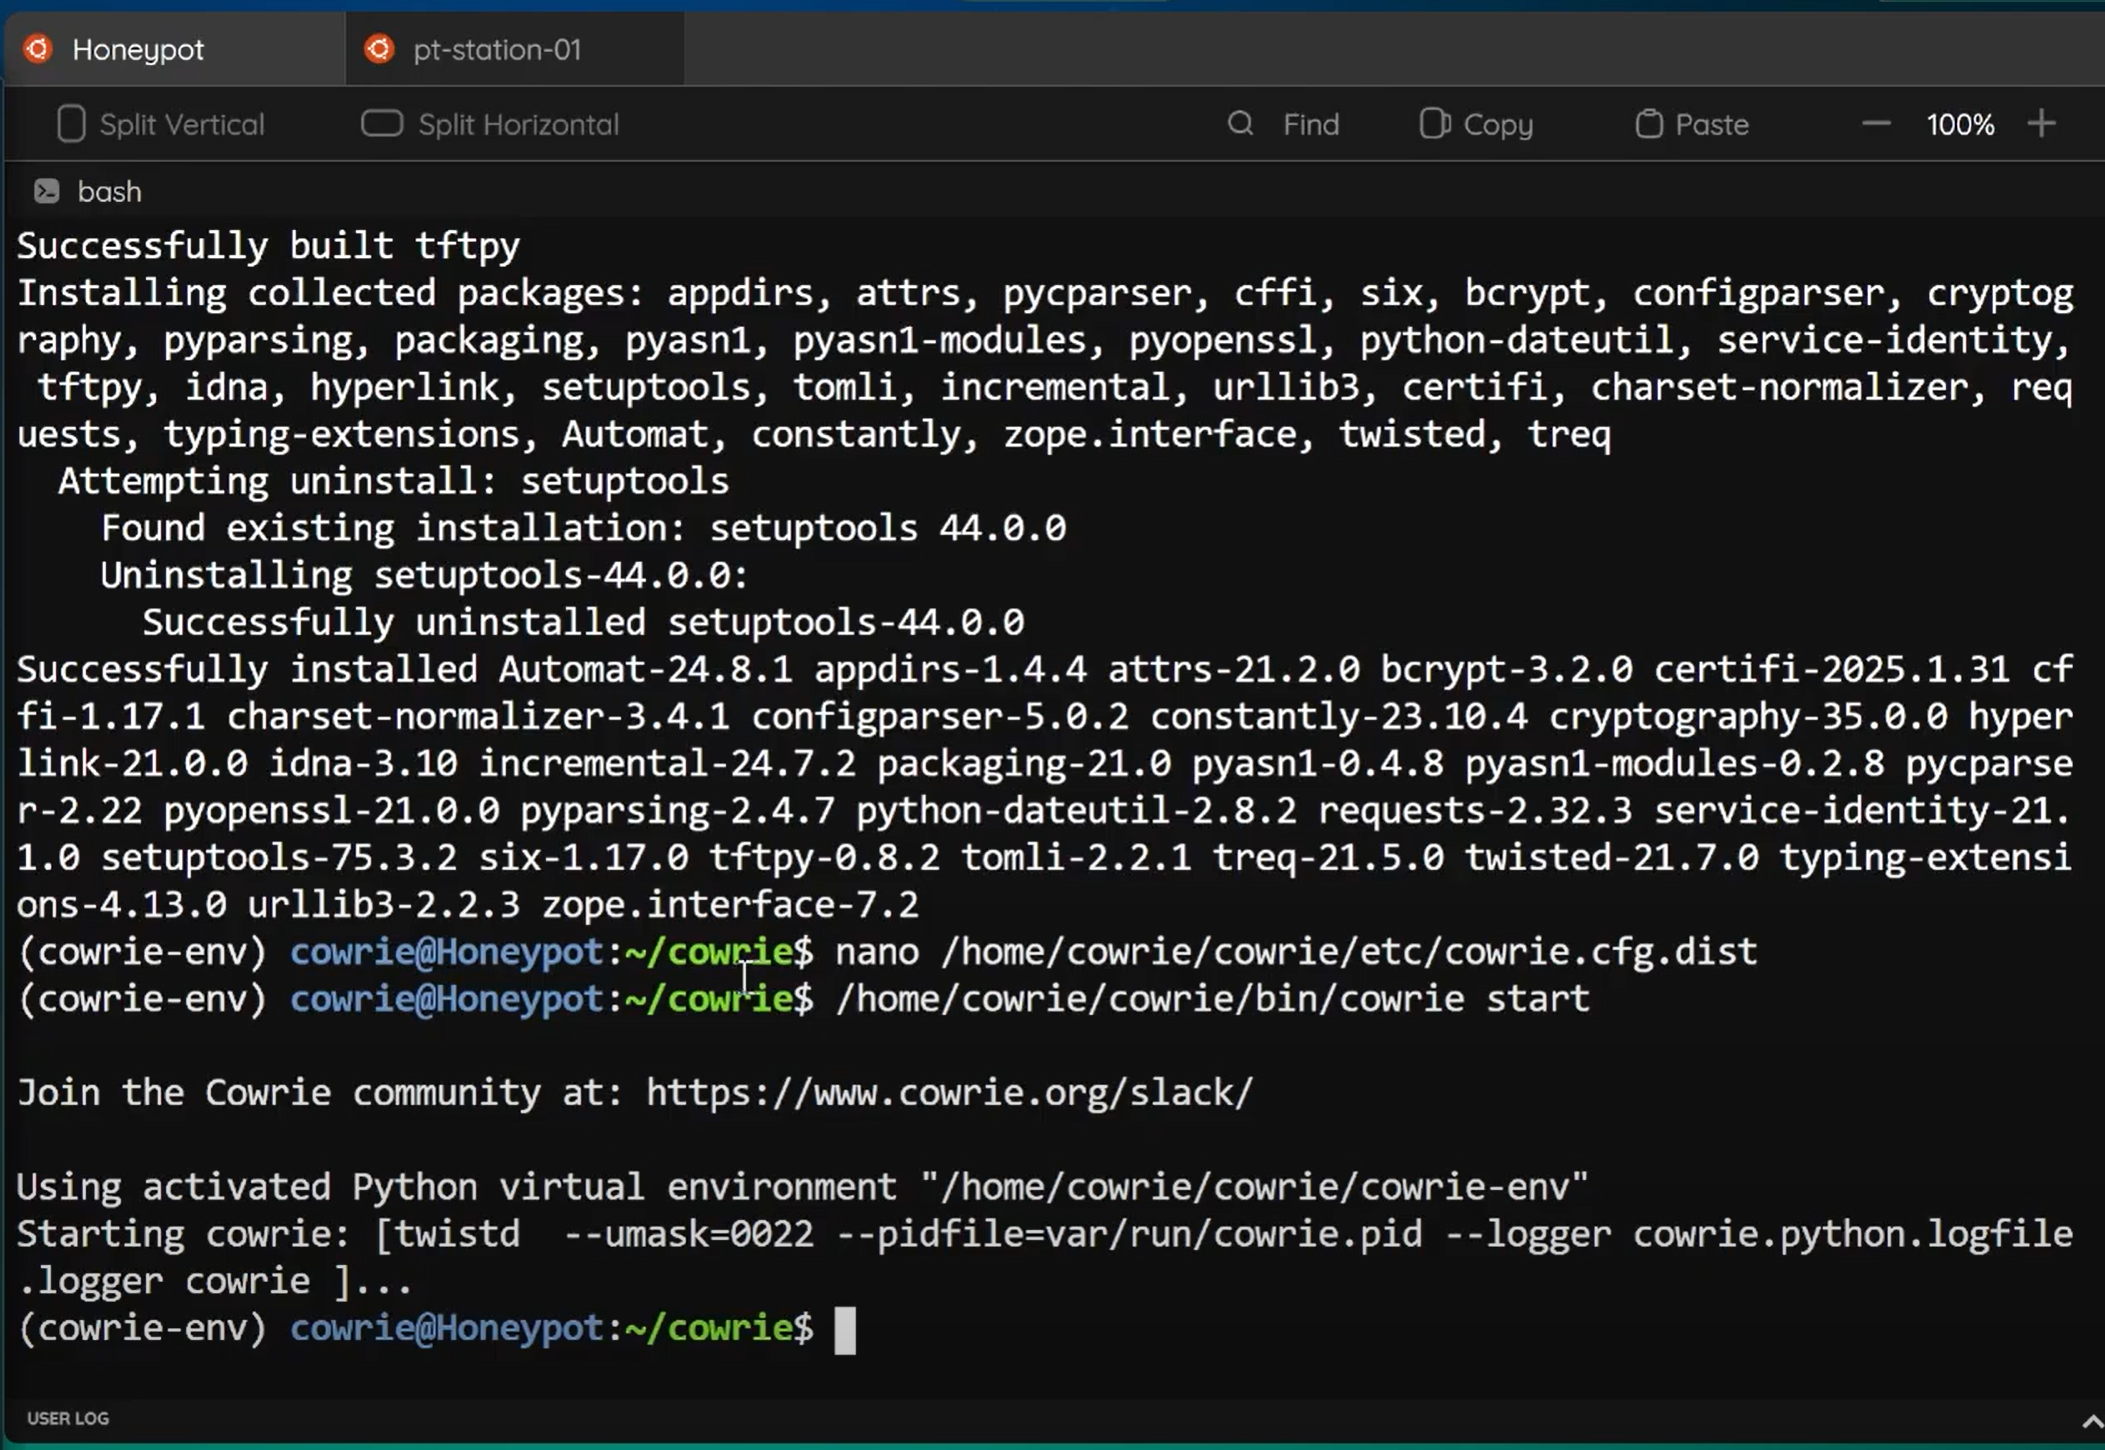 Honeypot
pt-station-01
Split Vertical
Split Horizontal
Find
Copy
Paste
100%
bash
Successfully built tftpy
Installing collected packages: appdirs, attrs, pycparser, cffi, six, bcrypt, configparser, cryptog
raphy, pyparsing, packaging, pyasn1, pyasn1-modules, pyopenssl, python-dateutil, service-identity,
 tftpy, idna, hyperlink, setuptools, tomli, incremental, urllib3, certifi, charset-normalizer, req
uests, typing-extensions, Automat, constantly, zope.interface, twisted, treq
  Attempting uninstall: setuptools
    Found existing installation: setuptools 44.0.0
    Uninstalling setuptools-44.0.0:
      Successfully uninstalled setuptools-44.0.0
Successfully installed Automat-24.8.1 appdirs-1.4.4 attrs-21.2.0 bcrypt-3.2.0 certifi-2025.1.31 cf
fi-1.17.1 charset-normalizer-3.4.1 configparser-5.0.2 constantly-23.10.4 cryptography-35.0.0 hyper
link-21.0.0 idna-3.10 incremental-24.7.2 packaging-21.0 pyasn1-0.4.8 pyasn1-modules-0.2.8 pycparse
r-2.22 pyopenssl-21.0.0 pyparsing-2.4.7 python-dateutil-2.8.2 requests-2.32.3 service-identity-21.
1.0 setuptools-75.3.2 six-1.17.0 tftpy-0.8.2 tomli-2.2.1 treq-21.5.0 twisted-21.7.0 typing-extensi
ons-4.13.0 urllib3-2.2.3 zope.interface-7.2
(cowrie-env) cowrie@Honeypot:~/cowrie$ nano /home/cowrie/cowrie/etc/cowrie.cfg.dist
(cowrie-env) cowrie@Honeypot:~/cowrie$ /home/cowrie/cowrie/bin/cowrie start
Join the Cowrie community at: https://www.cowrie.org/slack/
Using activated Python virtual environment "/home/cowrie/cowrie/cowrie-env"
Starting cowrie: [twistd  --umask=0022 --pidfile=var/run/cowrie.pid --logger cowrie.python.logfile
.logger cowrie ]...
(cowrie-env) cowrie@Honeypot:~/cowrie$
USER LOG